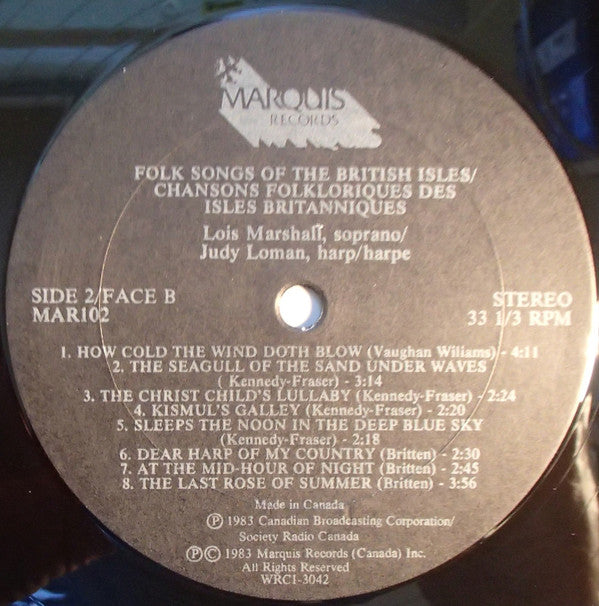 MARQUIS
RECORDS
FOLK SONGS OF THE BRITISH ISLES/
CHANSONS FOLKLORIQUES DES
ISLES BRITANNIQUES
Lois Marshall, soprano/
Judy Loman, harp/harpe
SIDE 2/FACE B
MAR102
STEREO
33 1/3 RPM
1. HOW COLD THE WIND DOTH BLOW (Vaughan Wiliams) - 4:11
2. THE SEAGULL OF THE SAND UNDER WAVES
( Kennedy-Fraser) - 3:14
3. THE CHRIST CHILD'S LULLABY (Kennedy-Fraser) - 2:24
4. KISMUL'S GALLEY (Kennedy-Fraser) - 2:20
5. SLEEPS THE NOON IN THE DEEP BLUE SKY
(Kennedy-Fraser) - 2:18
6. DEAR HARP OF MY COUNTRY (Britten) - 2:30
7. AT THE MID-HOUR OF NIGHT (Britten) - 2:45
8. THE LAST ROSE OF SUMMER (Britten) - 3:56
Made in Canada
Ⓟ 1983 Canadian Broadcasting Corporation/
Society Radio Canada
Ⓟ© 1983 Marquis Records (Canada) Inc.
All Rights Reserved
WRC1-3042